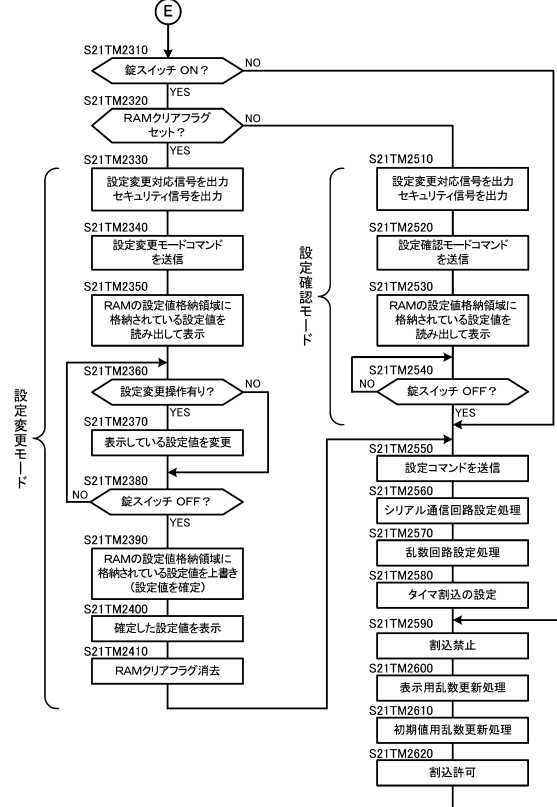 E
S21TM2310
錠スイッチ ON？
NO
YES
S21TM2320
RAMクリアフラグ
セット？
NO
YES
S21TM2330
設定変更対応信号を出力
セキュリティ信号を出力
S21TM2340
設定変更モードコマンド
を送信
S21TM2350
RAMの設定値格納領域に
格納されている設定値を
読み出して表示
S21TM2360
設定変更操作有り？
NO
YES
S21TM2370
表示している設定値を変更
S21TM2380
NO
錠スイッチ OFF？
YES
S21TM2390
RAMの設定値格納領域に
格納されている設定値を上書き
(設定値を確定)
S21TM2400
確定した設定値を表示
S21TM2410
RAMクリアフラグ消去
設定変更モード
S21TM2510
設定変更対応信号を出力
セキュリティ信号を出力
S21TM2520
設定確認モードコマンド
を送信
S21TM2530
RAMの設定値格納領域に
格納されている設定値を
読み出して表示
S21TM2540
NO
錠スイッチ OFF？
YES
設定確認モード
S21TM2550
設定コマンドを送信
S21TM2560
シリアル通信回路設定処理
S21TM2570
乱数回路設定処理
S21TM2580
タイマ割込の設定
S21TM2590
割込禁止
S21TM2600
表示用乱数更新処理
S21TM2610
初期値用乱数更新処理
S21TM2620
割込許可